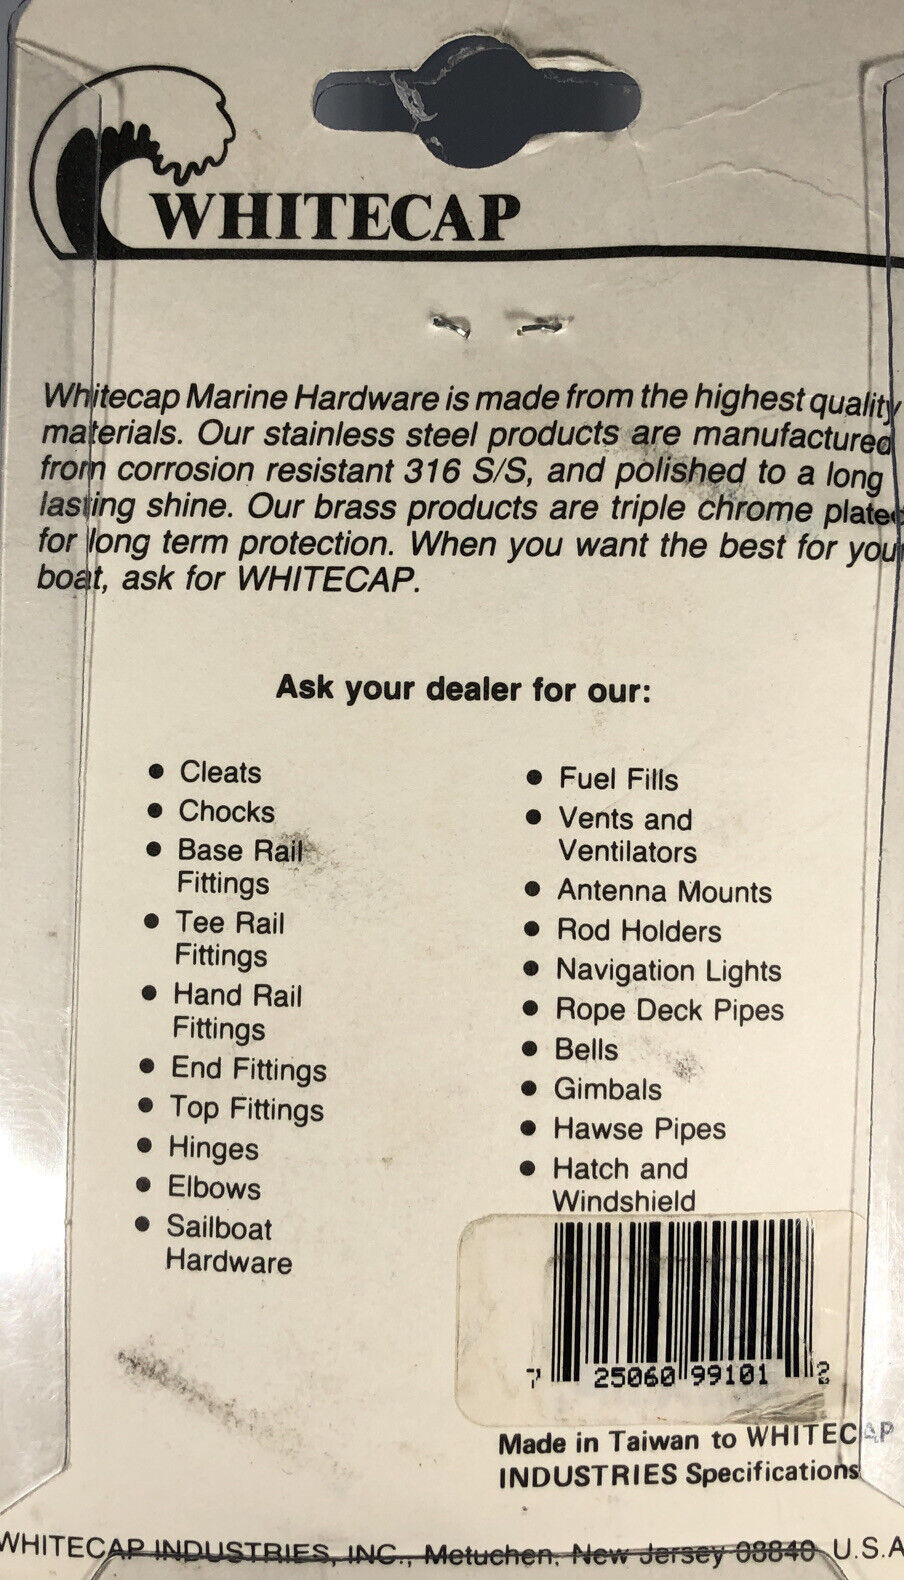 WHITECAP
Whitecap Marine Hardware is made from the highest quality
materials. Our stainless steel products are manufactured
from corrosion resistant 316 S/S, and polished to a long
lasting shine. Our brass products are triple chrome plated
for long term protection. When you want the best for your
boat, ask for WHITECAP.
Ask your dealer for our:
• Cleats
• Chocks
• Base Rail
Fittings
• Tee Rail
Fittings
• Hand Rail
Fittings
• End Fittings
• Top Fittings
• Hinges
• Elbows
• Sailboat
Hardware
• Fuel Fills
• Vents and
Ventilators
• Antenna Mounts
• Rod Holders
• Navigation Lights
• Rope Deck Pipes
• Bells
• Gimbals
• Hawse Pipes
• Hatch and
Windshield
7 25060 99101 2
Made in Taiwan to WHITECAP
INDUSTRIES Specifications
WHITECAP INDUSTRIES, INC., Metuchen, New Jersey 08840 U.S.A